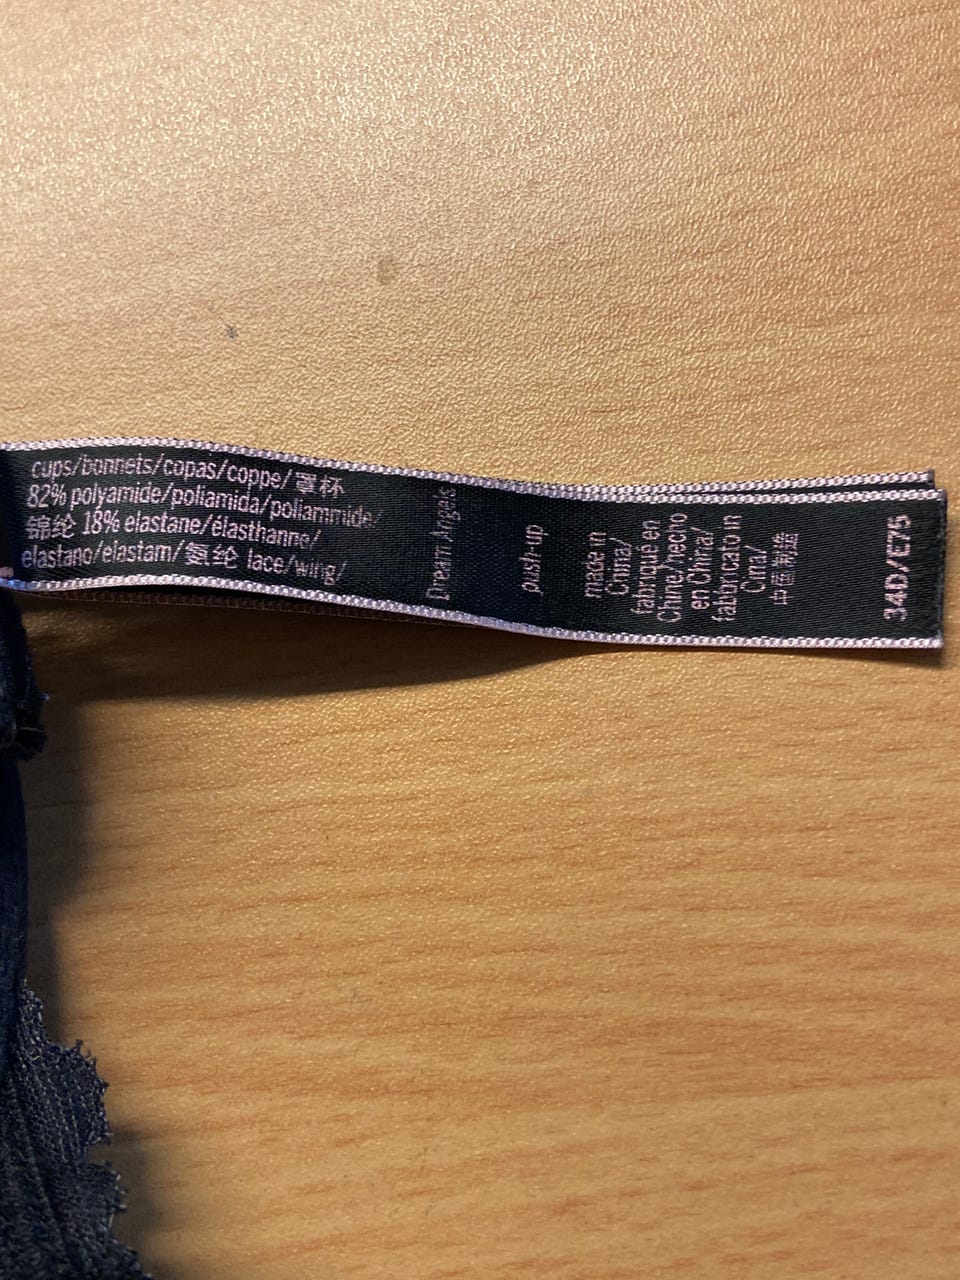 cups/bonnets/copas/coppe/罩杯
82% polyamide/poliamida/poliammide/
锦纶 18% elastane/élasthanne/
elastano/elastam/氨纶 lace/wing/
Dream Angels
push-up
made in
China/
fabriqué en
Chine/hecho
en China/
fabbricato in
Cina/
中国制造
34D/E75